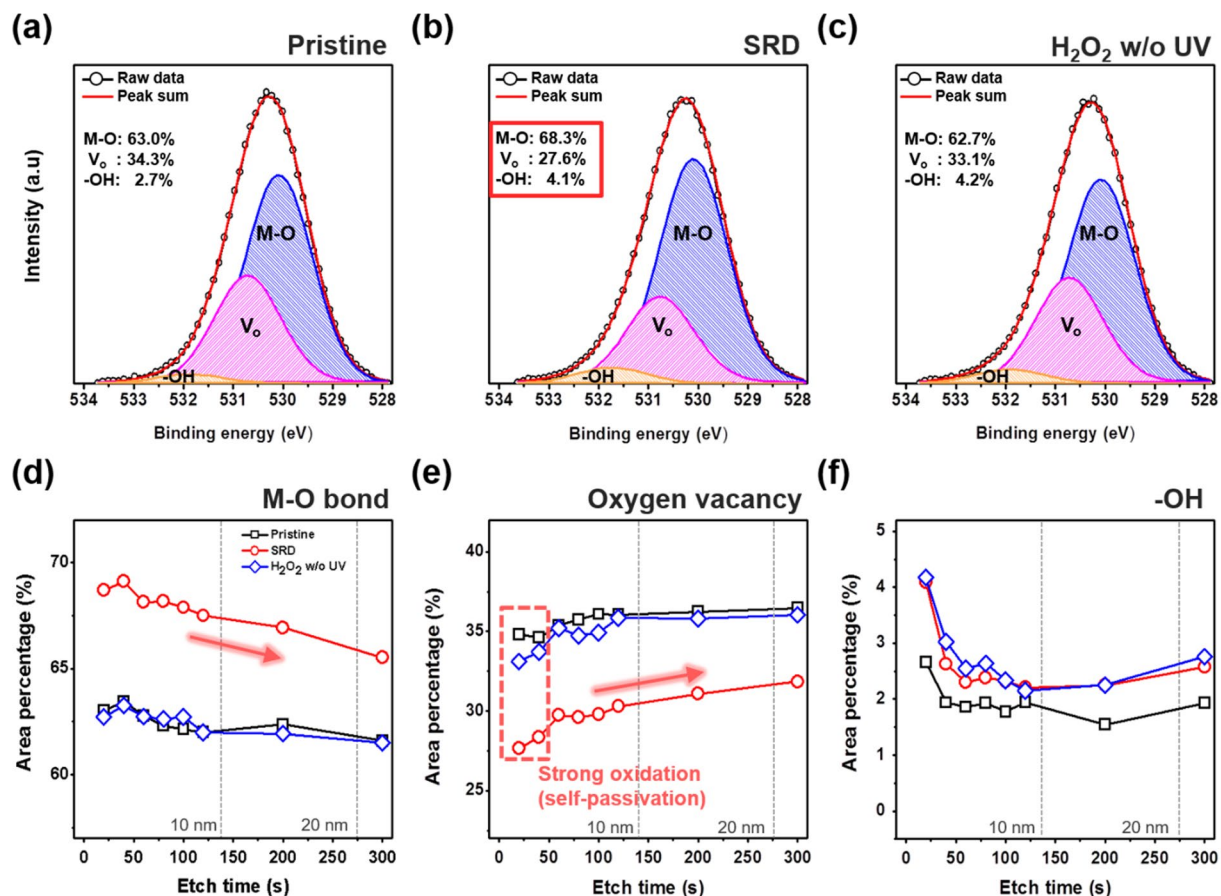 (a)
Pristine
Raw data
Peak sum
M-O: 63.0%
Vₒ : 34.3%
-OH: 2.7%
M-O
Vₒ
-OH
Intensity (a.u)
534 533 532 531 530 529 528
Binding energy (eV)
(b)
SRD
Raw data
Peak sum
M-O: 68.3%
Vₒ : 27.6%
-OH: 4.1%
M-O
Vₒ
-OH
534 533 532 531 530 529 528
Binding energy (eV)
(c)
H₂O₂ w/o UV
Raw data
Peak sum
M-O: 62.7%
Vₒ : 33.1%
-OH: 4.2%
M-O
Vₒ
-OH
534 533 532 531 530 529 528
Binding energy (eV)
(d)
M-O bond
Pristine
SRD
H₂O₂ w/o UV
70
65
60
Area percentage (%)
10 nm
20 nm
0 50 100 150 200 250 300
Etch time (s)
(e)
Oxygen vacancy
40
35
30
25
Area percentage (%)
Strong oxidation
(self-passivation)
10 nm
20 nm
0 50 100 150 200 250 300
Etch time (s)
(f)
-OH
5
4
3
2
1
0
Area percentage (%)
10 nm
20 nm
0 50 100 150 200 250 300
Etch time (s)